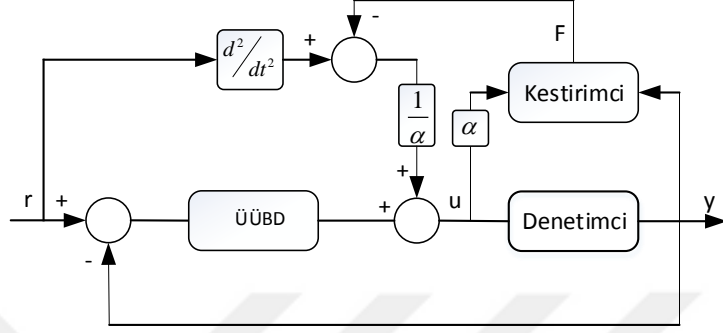 -
F
d²/dt²
+
Kestirimci
1/α
α
+
r
+
ÜÜBD
+
u
Denetimci
y
-